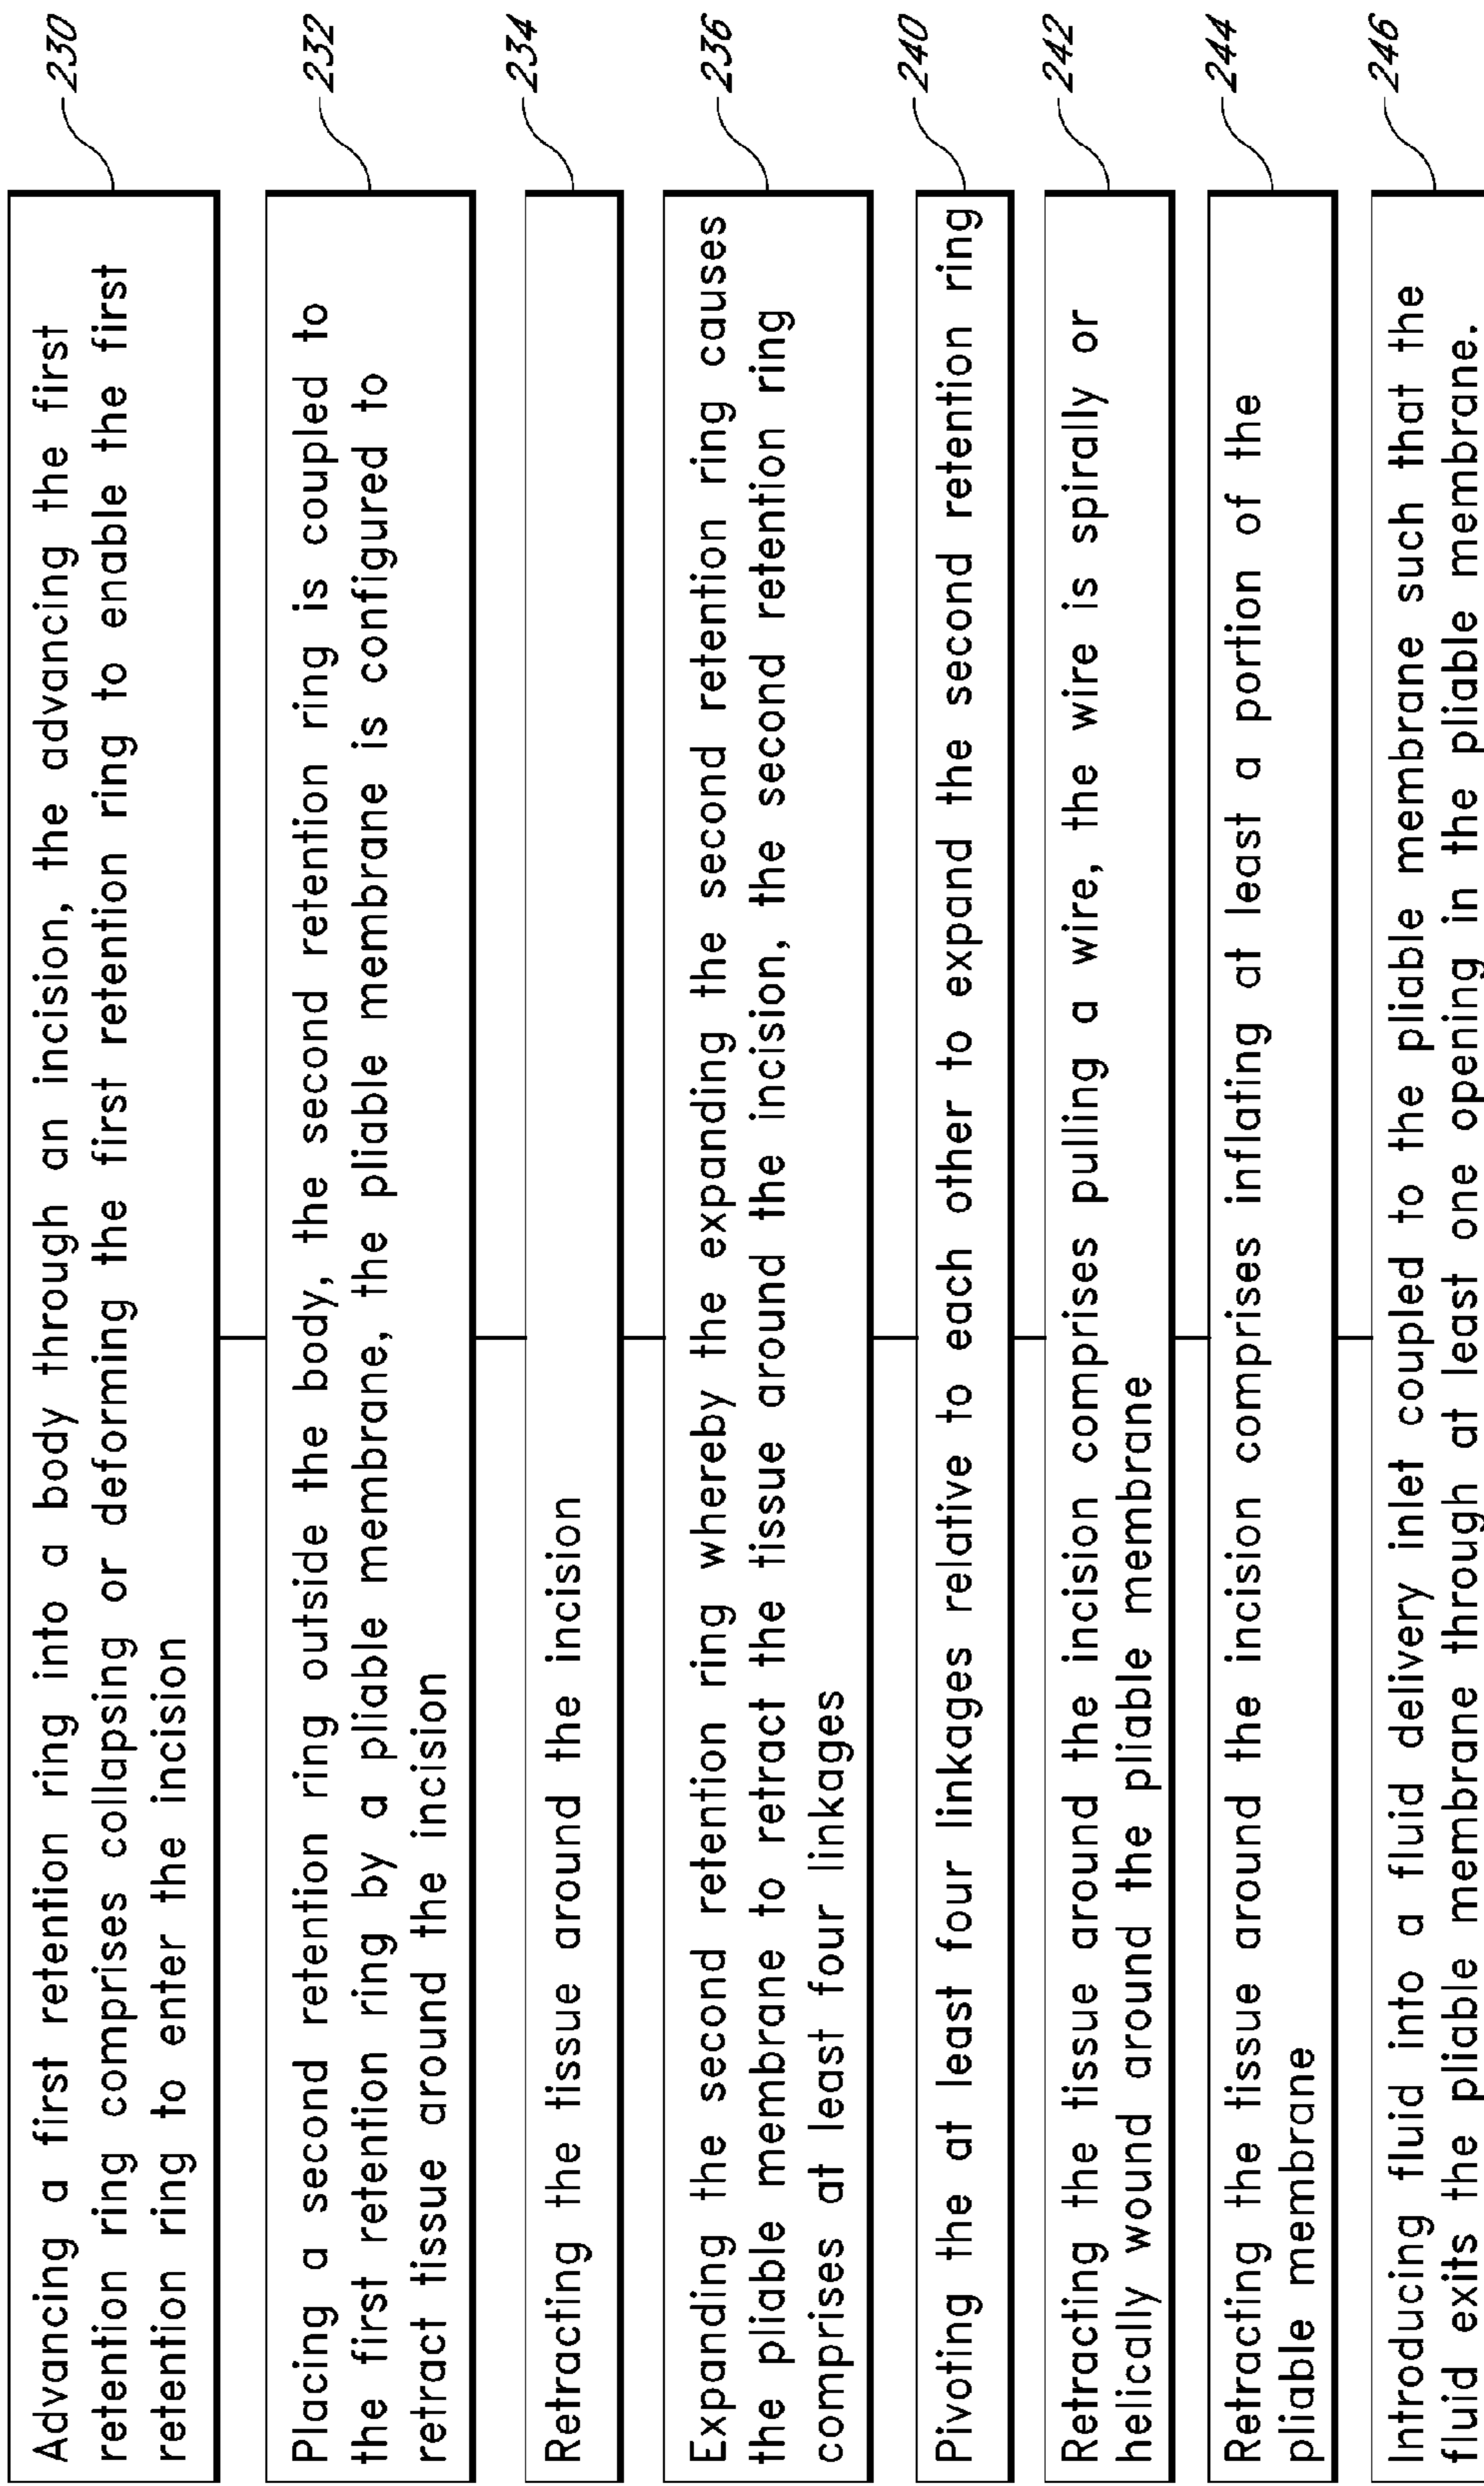 Advancing a first retention ring into a body through an incision, the advancing the first
retention ring comprises collapsing or deforming the first retention ring to enable the first
retention ring to enter the incision
230
Placing a second retention ring outside the body, the second retention ring is coupled to
the first retention ring by a pliable membrane, the pliable membrane is configured to
retract tissue around the incision
232
Retracting the tissue around the incision
234
Expanding the second retention ring whereby the expanding the second retention ring causes
the pliable membrane to retract the tissue around the incision, the second retention ring
comprises at least four linkages
236
Pivoting the at least four linkages relative to each other to expand the second retention ring
240
Retracting the tissue around the incision comprises pulling a wire, the wire is spirally or
helically wound around the pliable membrane
242
Retracting the tissue around the incision comprises inflating at least a portion of the
pliable membrane
244
Introducing fluid into a fluid delivery inlet coupled to the pliable membrane such that the
fluid exits the pliable membrane through at least one opening in the pliable membrane.
246